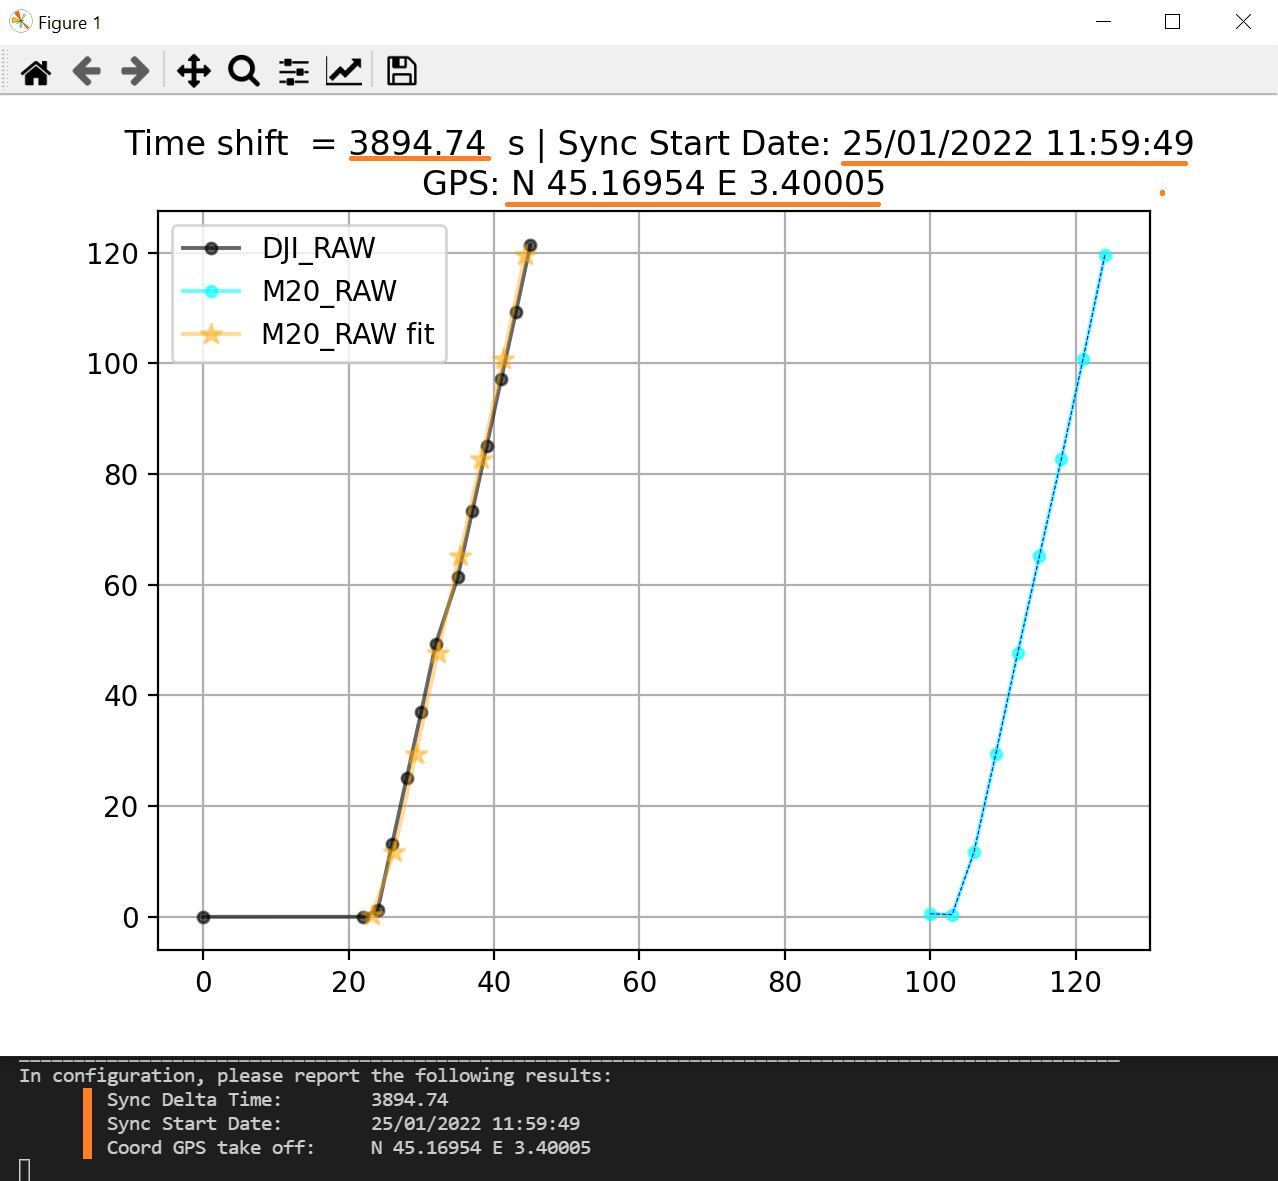 Figure 1
Time shift  = 3894.74  s | Sync Start Date: 25/01/2022 11:59:49
GPS: N 45.16954 E 3.40005
DJI_RAW
M20_RAW
M20_RAW fit
120
100
80
60
40
20
0
0 20 40 60 80 100 120
In configuration, please report the following results:
Sync Delta Time: 3894.74
Sync Start Date: 25/01/2022 11:59:49
Coord GPS take off: N 45.16954 E 3.40005